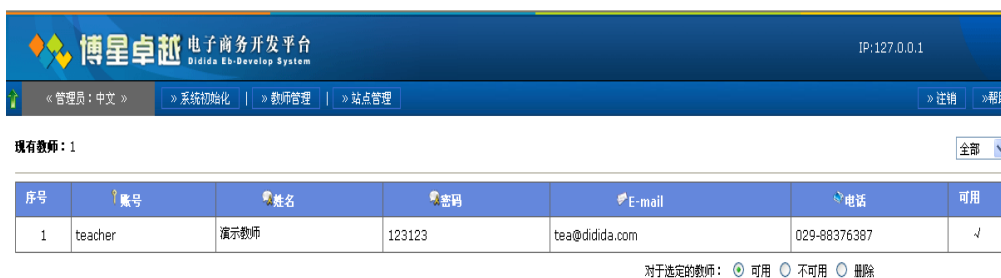 博星卓越 电子商务开发平台
Didida Eb-Develop System
IP:127.0.0.1
«管理员：中文 » » 系统初始化 | » 教师管理 | » 站点管理 » 注销 »帮
现有教师：1 全部
序号 账号 姓名 密码 E-mail 电话 可用
1 teacher 演示教师 123123 tea@didida.com 029-88376387 √
对于选定的教师： 可用 不可用 删除